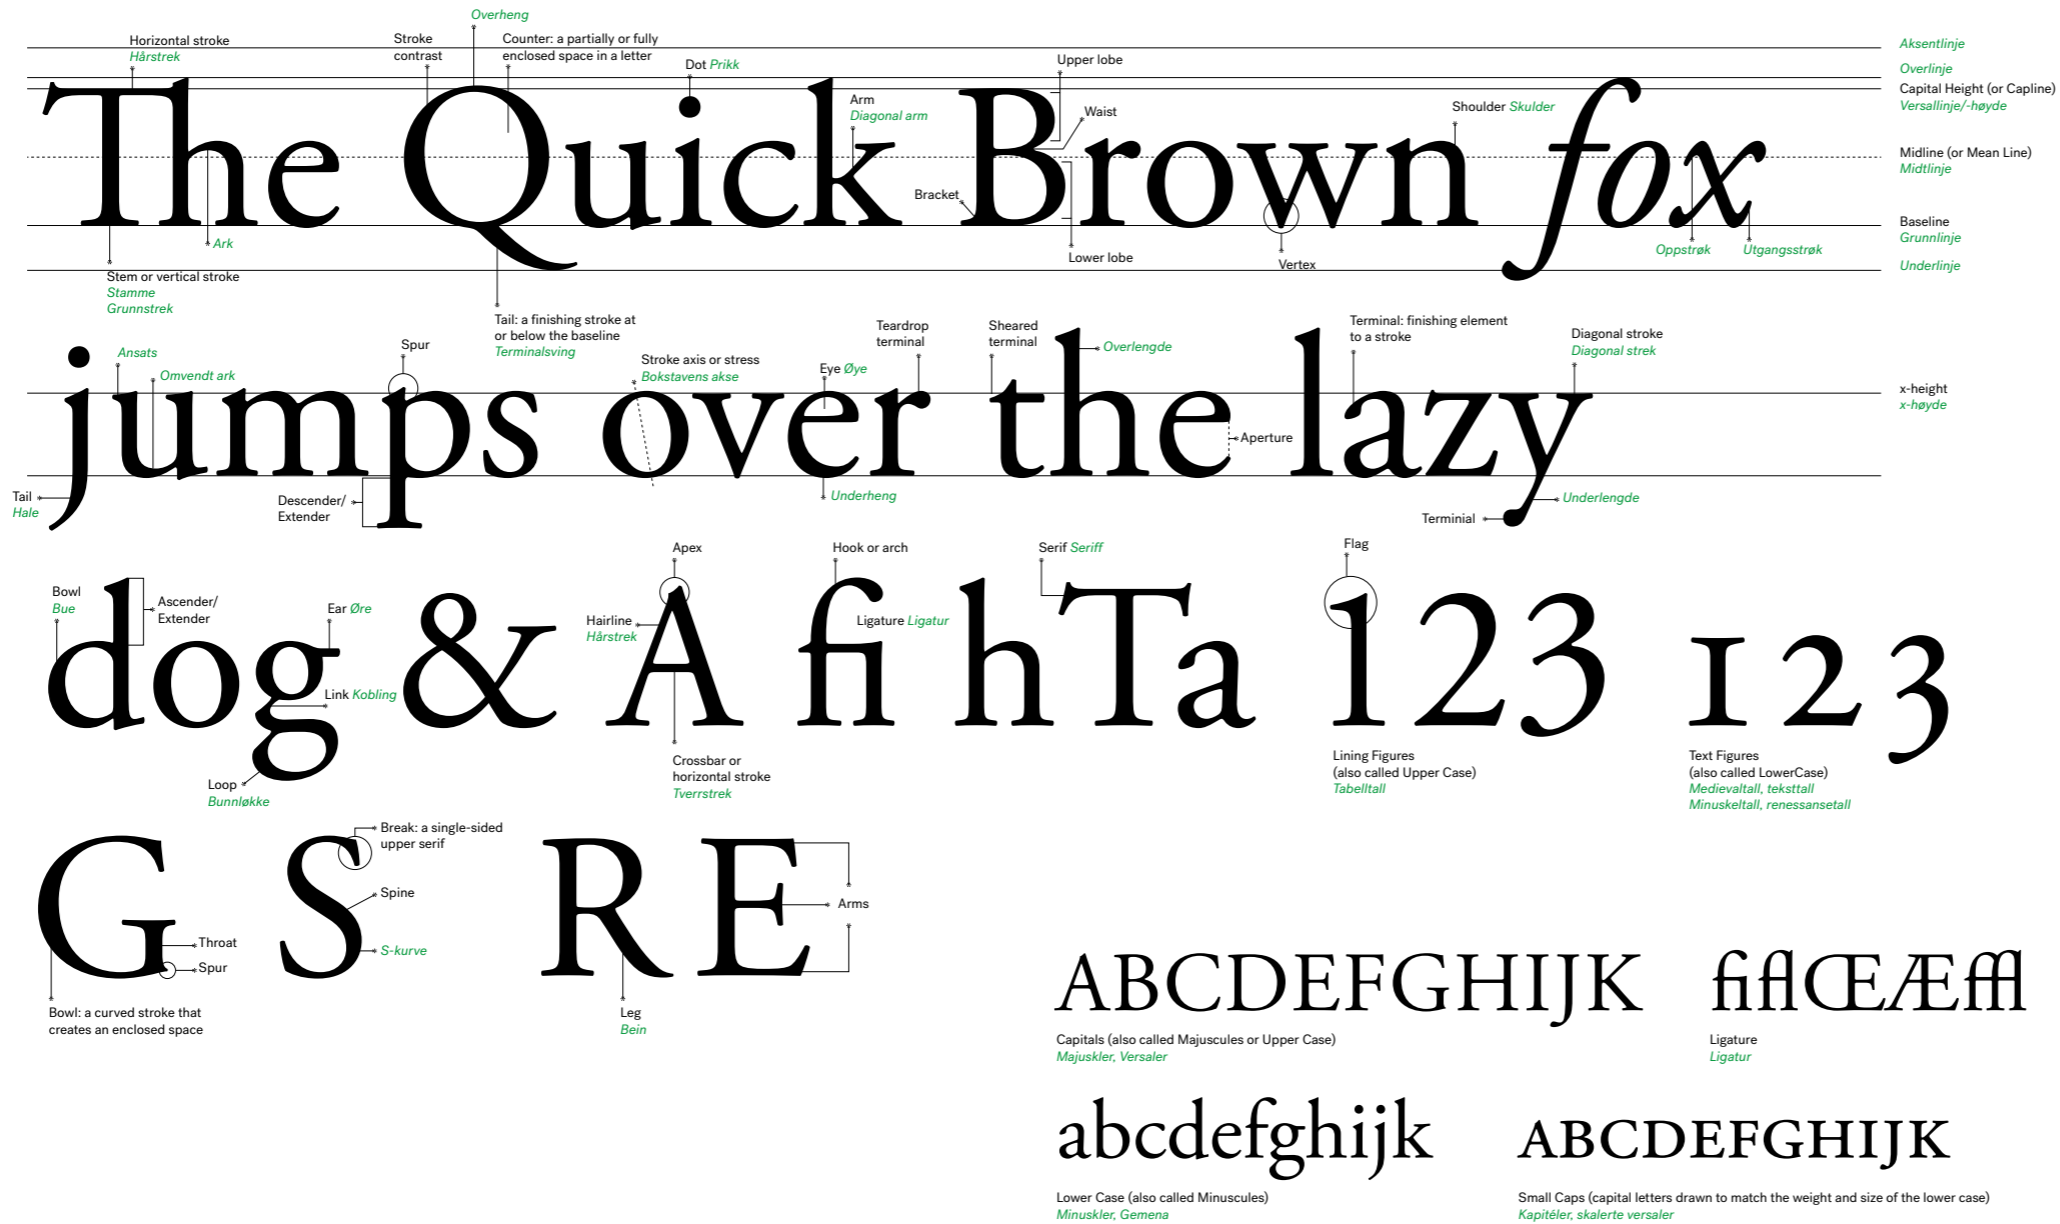 Overheng
Horizontal stroke
Hårstrek
Stroke
contrast
Counter: a partially or fully
enclosed space in a letter
Dot Prikk
Upper lobe
Arm
Diagonal arm
Waist
Shoulder Skulder
Aksentlinje
Overlinje
Capital Height (or Capline)
Versallinje/-høyde
The Quick Brown fox
Midline (or Mean Line)
Midtlinje
Bracket
Baseline
Grunnlinje
Underlinje
Ark
Stem or vertical stroke
Stamme
Grunnstrek
Lower lobe
Vertex
Oppstrøk
Utgangsstrøk
Tail: a finishing stroke at
or below the baseline
Terminalsving
Ansats
Omvendt ark
Spur
Stroke axis or stress
Bokstavens akse
Eye Øye
Teardrop
terminal
Sheared
terminal
Overlengde
Terminal: finishing element
to a stroke
Diagonal stroke
Diagonal strek
x-height
x-høyde
jumps over the lazy
Aperture
Tail
Hale
Descender/
Extender
Underheng
Terminial
Underlengde
Bowl
Bue
Ascender/
Extender
Ear Øre
Apex
Hairline
Hårstrek
Hook or arch
Ligature Ligatur
Serif Seriff
Flag
dog & A fi hTa 123 123
Link Kobling
Loop
Bunnløkke
Crossbar or
horizontal stroke
Tverrstrek
Lining Figures
(also called Upper Case)
Tabelltall
Text Figures
(also called LowerCase)
Medievaltall, teksttall
Minuskeltall, renessansetall
G S R E
Break: a single-sided
upper serif
Spine
S-kurve
Throat
Spur
Arms
Bowl: a curved stroke that
creates an enclosed space
Leg
Bein
ABCDEFGHIJK
Capitals (also called Majuscules or Upper Case)
Majuskler, Versaler
fiflŒÆffl
Ligature
Ligatur
abcdefghijk
Lower Case (also called Minuscules)
Minuskler, Gemena
ABCDEFGHIJK
Small Caps (capital letters drawn to match the weight and size of the lower case)
Kapitéler, skalerte versaler